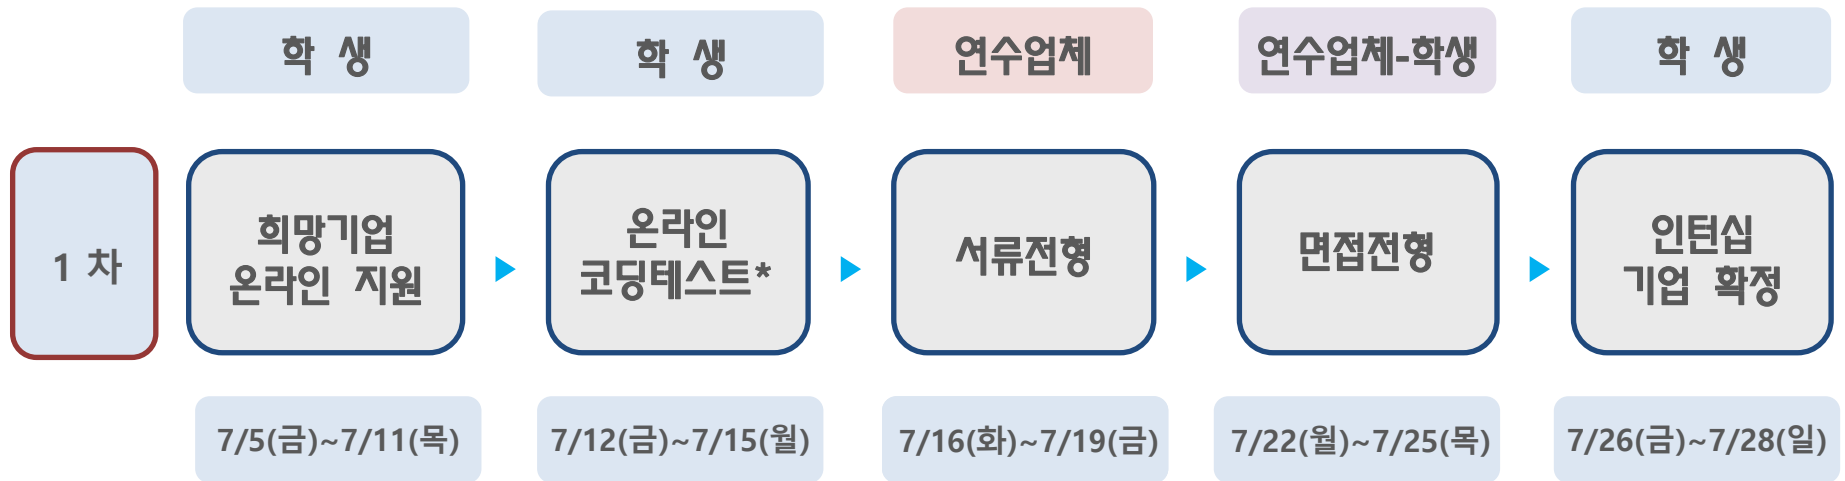 학 생
학 생
연수업체
연수업체-학생
학 생
1 차
희망기업
온라인 지원
온라인
코딩테스트*
서류전형
면접전형
인턴십
기업 확정
7/5(금)~7/11(목)
7/12(금)~7/15(월)
7/16(화)~7/19(금)
7/22(월)~7/25(목)
7/26(금)~7/28(일)